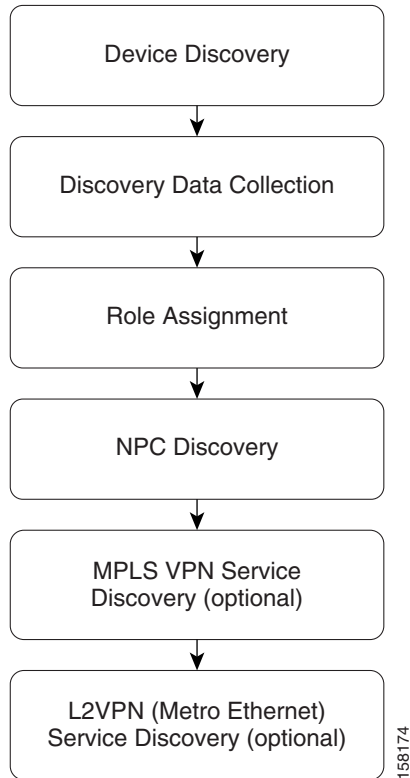 Device Discovery
Discovery Data Collection
Role Assignment
NPC Discovery
MPLS VPN Service
Discovery (optional)
L2VPN (Metro Ethernet)
Service Discovery (optional)
158174